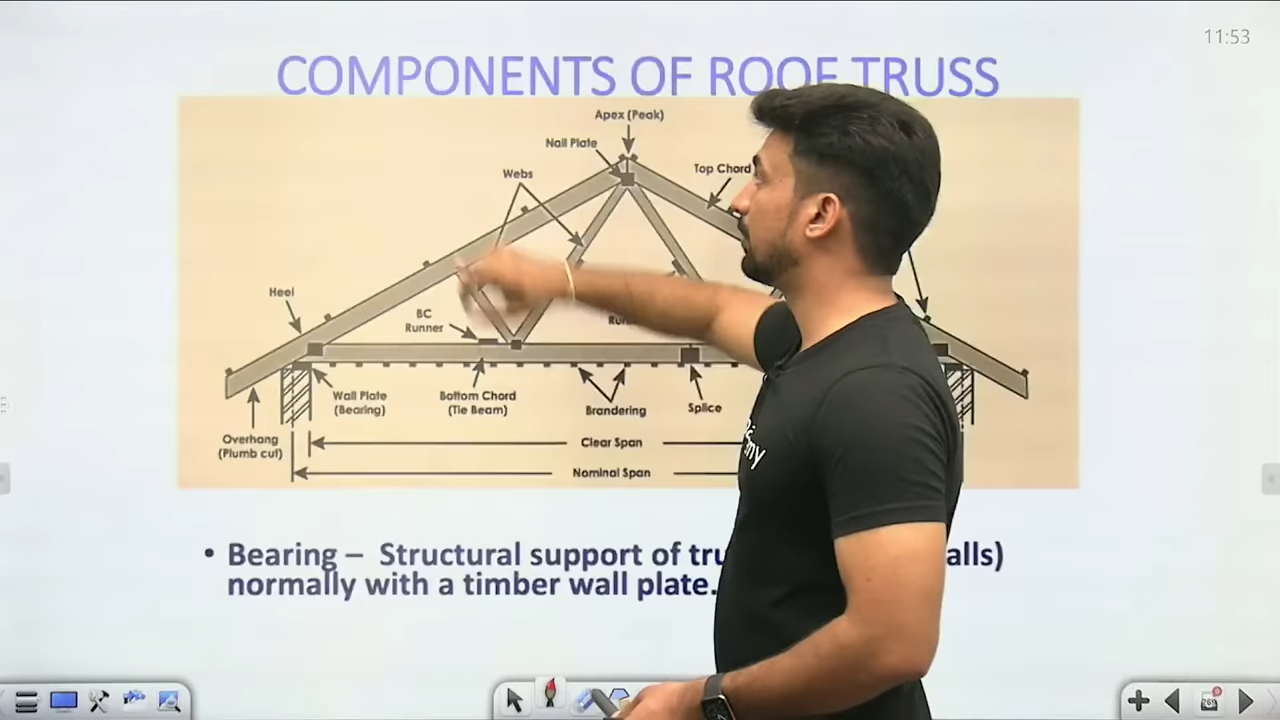 11:53
COMPONENTS OF ROOF TRUSS
Apex (Peak)
Nail Plate
Webs
Top Chord
Heel
BC
Runner
Wall Plate
(Bearing)
Bottom Chord
(Tie Beam)
Brandering
Splice
Overhang
(Plumb cut)
Clear Span
Nominal Span
• Bearing – Structural support of
normally with a timber wall plate.